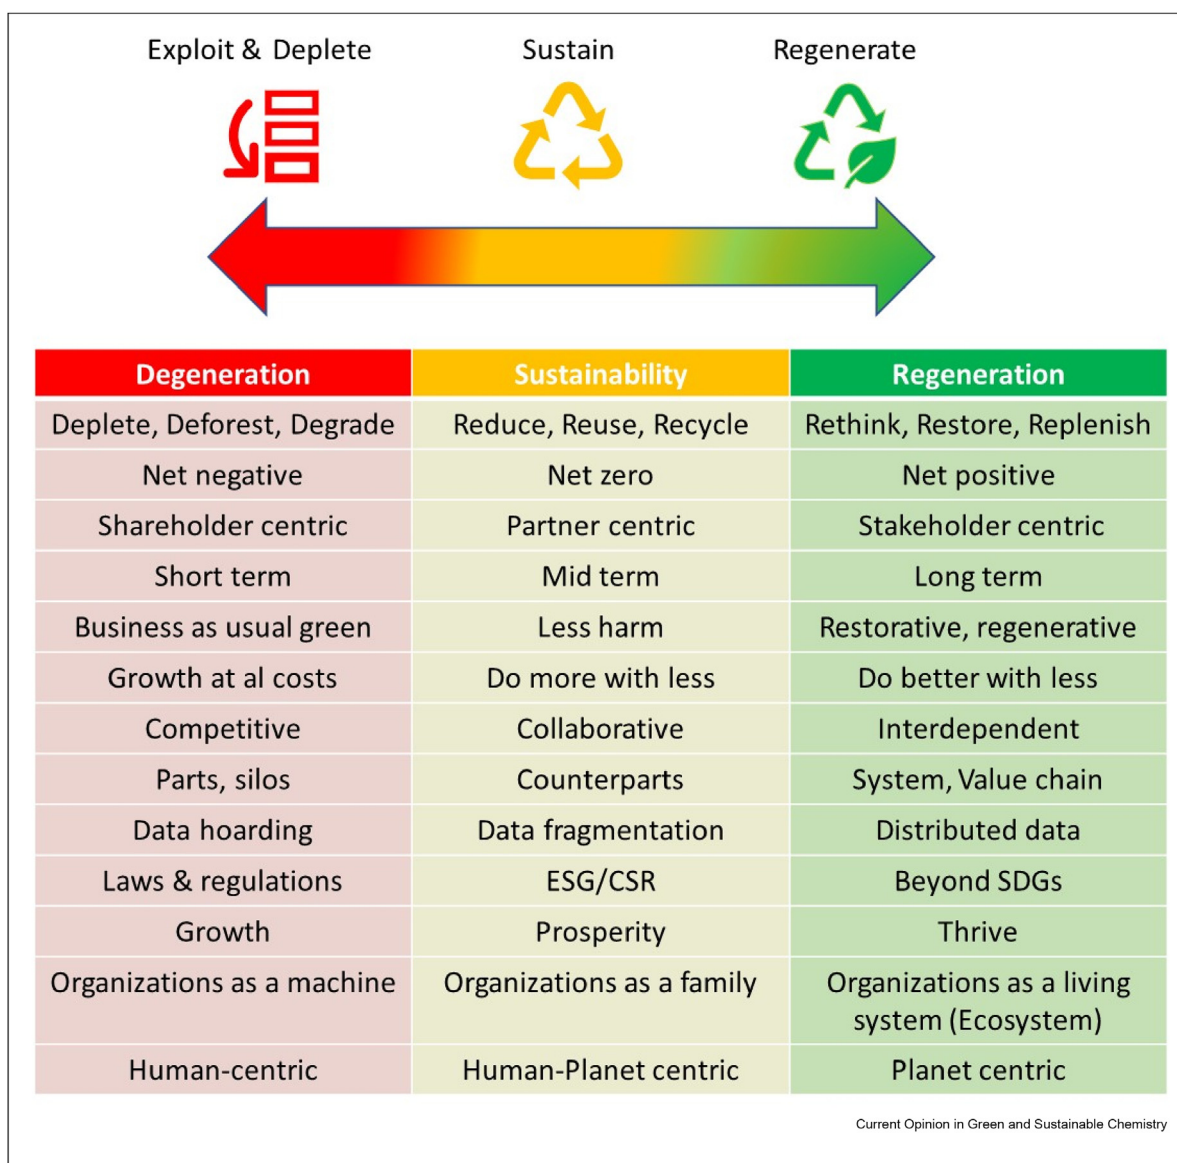 Exploit & Deplete Sustain Regenerate
Degeneration Sustainability Regeneration
Deplete, Deforest, Degrade Reduce, Reuse, Recycle Rethink, Restore, Replenish
Net negative Net zero Net positive
Shareholder centric Partner centric Stakeholder centric
Short term Mid term Long term
Business as usual green Less harm Restorative, regenerative
Growth at al costs Do more with less Do better with less
Competitive Collaborative Interdependent
Parts, silos Counterparts System, Value chain
Data hoarding Data fragmentation Distributed data
Laws & regulations ESG/CSR Beyond SDGs
Growth Prosperity Thrive
Organizations as a machine Organizations as a family Organizations as a living
system (Ecosystem)
Human-centric Human-Planet centric Planet centric
Current Opinion in Green and Sustainable Chemistry